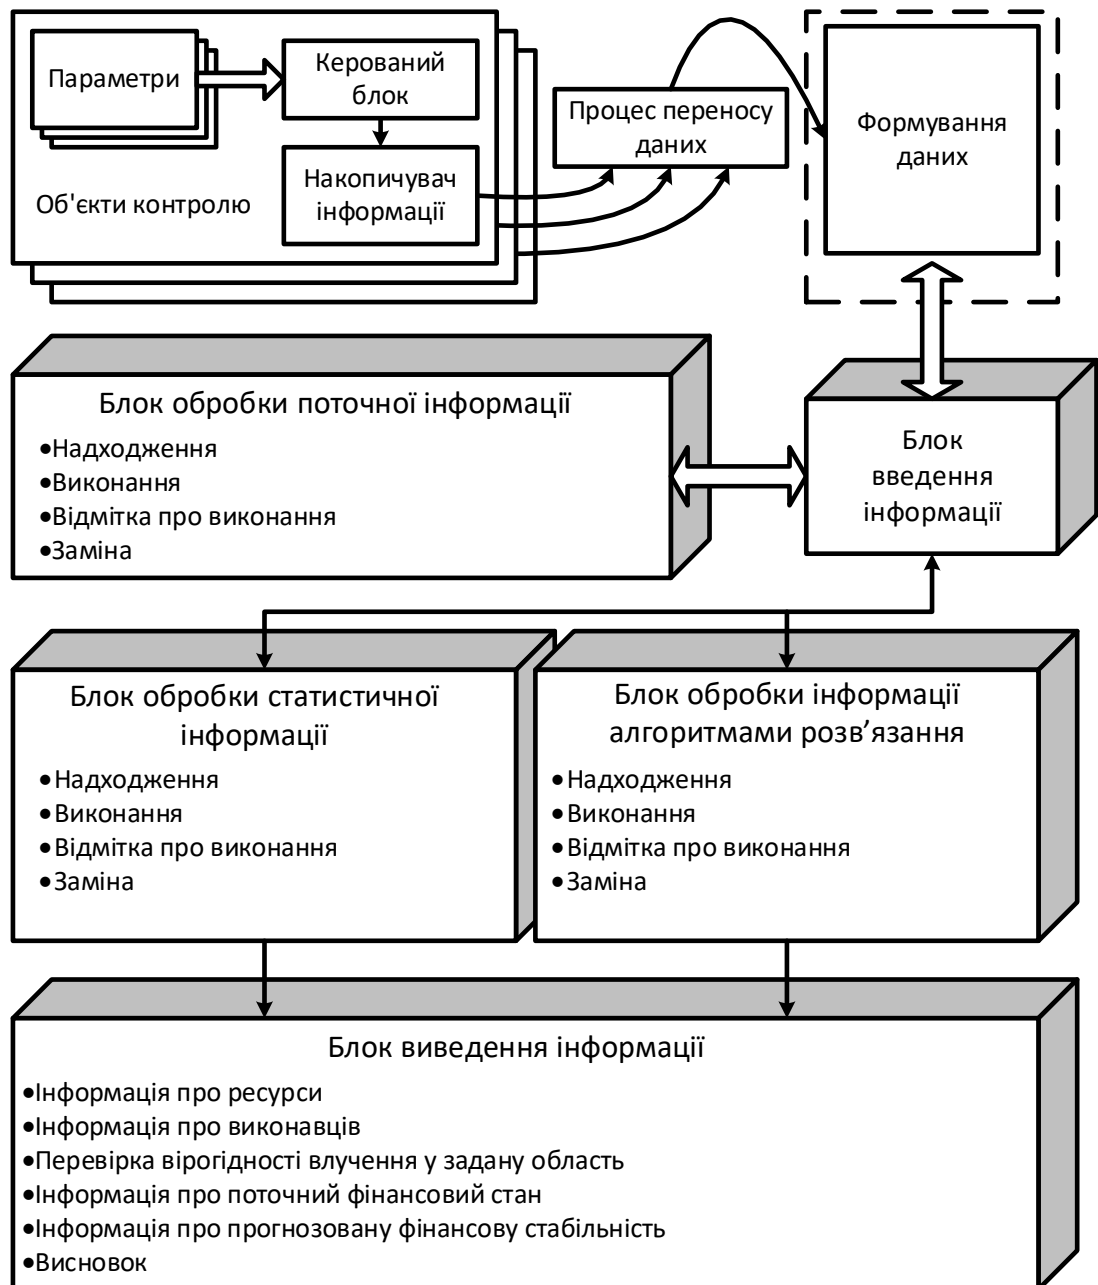 Параметри
Керований
блок
Накопичувач
інформації
Об'єкти контролю
Процес переносу
даних
Формування
даних
Блок обробки поточної інформації
•Надходження
•Виконання
•Відмітка про виконання
•Заміна
Блок
введення
інформації
Блок обробки статистичної
інформації
•Надходження
•Виконання
•Відмітка про виконання
•Заміна
Блок обробки інформації
алгоритмами розв’язання
•Надходження
•Виконання
•Відмітка про виконання
•Заміна
Блок виведення інформації
•Інформація про ресурси
•Інформація про виконавців
•Перевірка вірогідності влучення у задану область
•Інформація про поточний фінансовий стан
•Інформація про прогнозовану фінансову стабільність
•Висновок